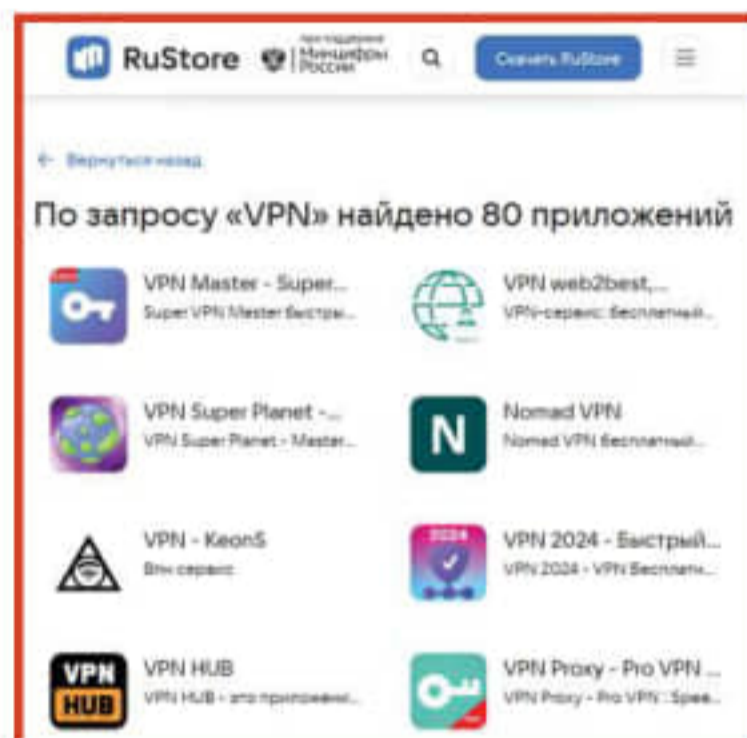 RuStore
при поддержке
Минцифры
России
Скачать RuStore
← Вернуться назад
По запросу «VPN» найдено 80 приложений
VPN Master - Super...
Super VPN Master быстры...
VPN web2best,...
VPN-сервис: бесплатный...
VPN Super Planet -...
VPN Super Planet - Master...
Nomad VPN
Nomad VPN бесплатный...
VPN - KeonS
Впн сервис
2024
VPN 2024 - Быстрый...
VPN 2024 - VPN Бесплатн...
VPN
HUB
VPN HUB
VPN HUB - это приложени...
VPN Proxy - Pro VPN ...
VPN Proxy - Pro VPN : Spee...